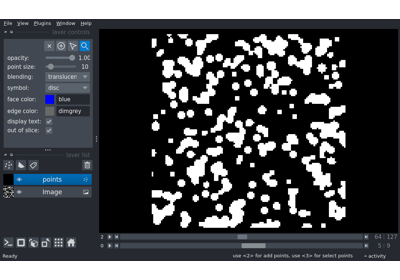 File View Plugins Window Help
layer controls
opacity: 1.00
point size: 10
blending: translucen
symbol: disc
face color: blue
edge color: dimgrey
display text:
out of slice:
layer list
points
Image
2 64 127
0 5 9
Ready use <2> for add points, use <3> for select points activity